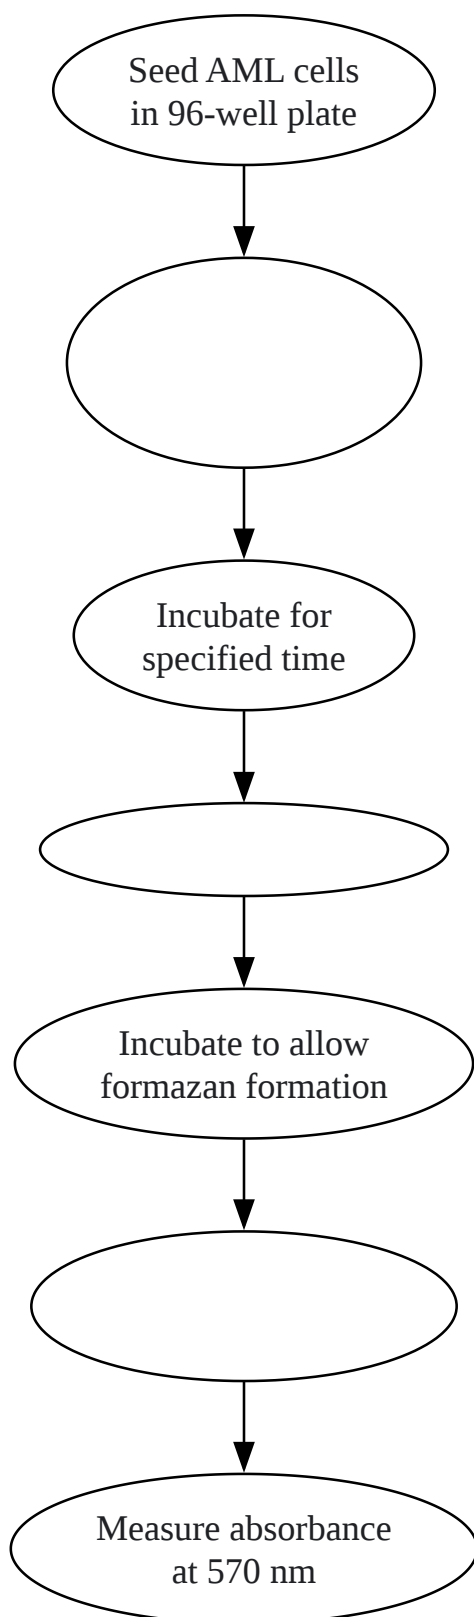 Seed AML cells
in 96-well plate
Incubate for
specified time
Incubate to allow
formazan formation
Measure absorbance
at 570 nm